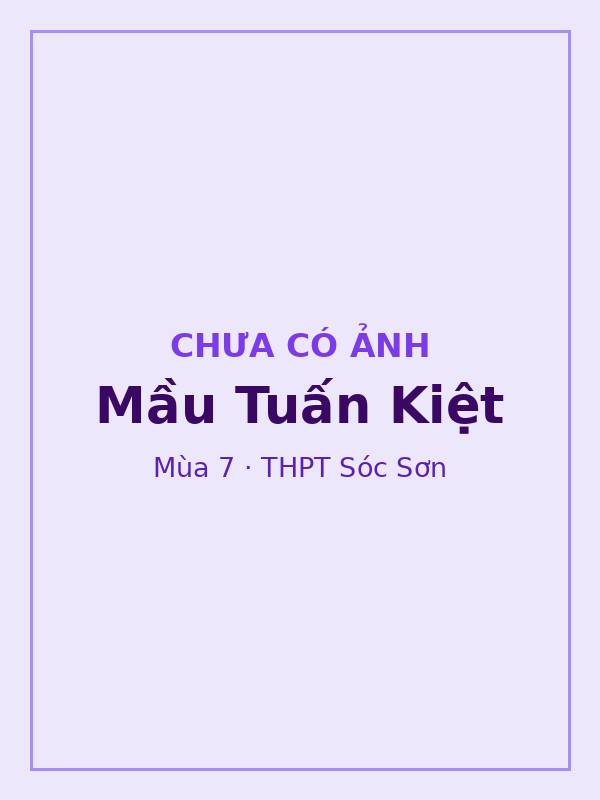 CHƯA CÓ ẢNH
Mầu Tuấn Kiệt
Mùa 7 · THPT Sóc Sơn